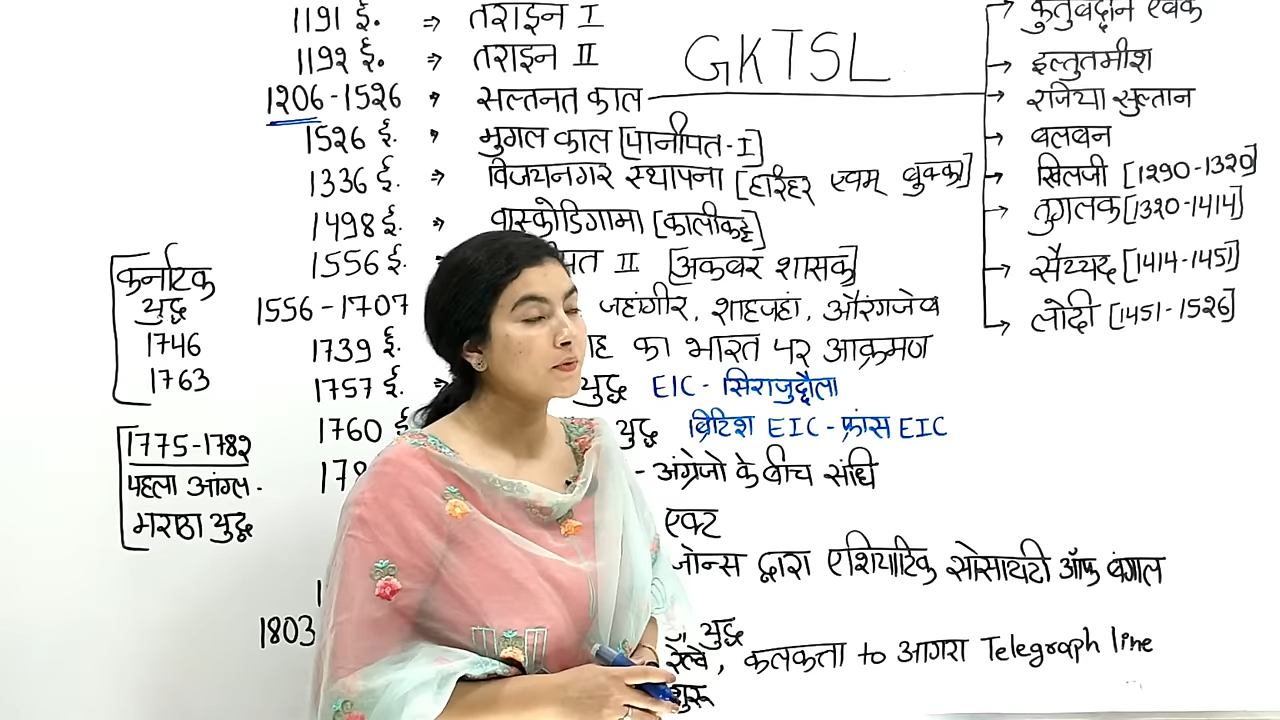 1191 ई. ⇒ तराइन I
1192 ई. ⇒ तराइन II
GKTSL
1206-1526 सल्तनत काल
1526 ई. मुगल काल [पानीपत-I]
1336 ई. ⇒ विजयनगर स्थापना [हरिहर एवम् बुक्का]
1498 ई. वास्कोडिगामा [कालीकट]
1556 ई. II [अकबर शासक]
1556-1707 जहांगीर, शाहजहां, औरंगजेब
1739 ई. का भारत पर आक्रमण
1757 ई. युद्ध EIC - सिराजुद्दौला
1760 ई युद्ध ब्रिटिश EIC - फ्रांस EIC
178 - अंग्रेजो के बीच संधि
एक्ट
जोन्स द्वारा एशियाटिक सोसायटी ऑफ बंगाल
1803 युद्ध
रेल्वे, कलकत्ता to आगरा Telegraph line
शुरू
कुतुबद्दीन एबक
इल्तुतमीश
रजिया सुल्तान
बलबन
खिलजी [1290-1320]
तुगलक [1320-1414]
सैय्यद [1414-1451]
लोदी [1451-1526]
कर्नाटक
युद्ध
1746
1763
1775-1782
पहला आंग्ल-
मराठा युद्ध